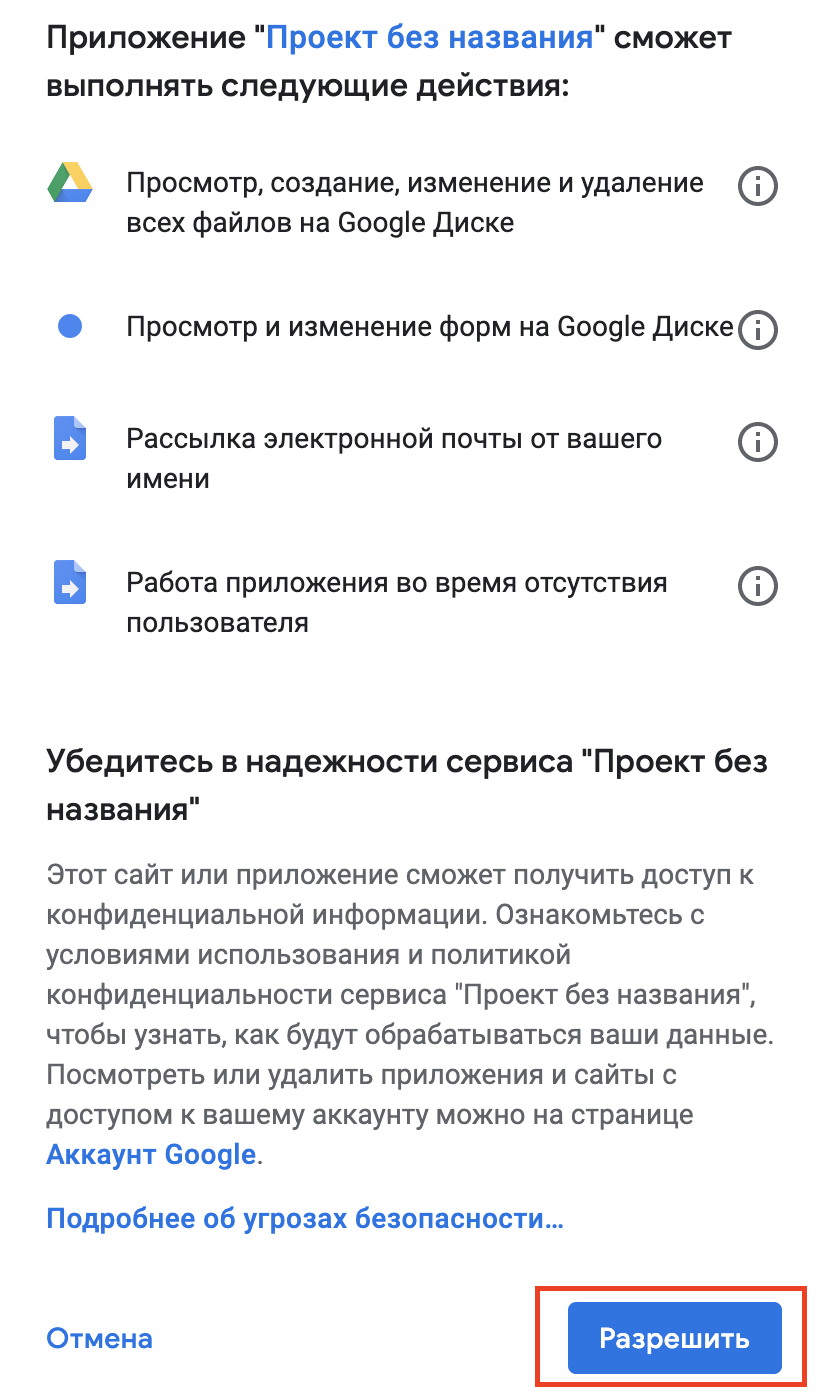 Приложение "Проект без названия" сможет
выполнять следующие действия:
Просмотр, создание, изменение и удаление
всех файлов на Google Диске
Просмотр и изменение форм на Google Диске
Рассылка электронной почты от вашего
имени
Работа приложения во время отсутствия
пользователя
Убедитесь в надежности сервиса "Проект без
названия"
Этот сайт или приложение сможет получить доступ к
конфиденциальной информации. Ознакомьтесь с
условиями использования и политикой
конфиденциальности сервиса "Проект без названия",
чтобы узнать, как будут обрабатываться ваши данные.
Посмотреть или удалить приложения и сайты с
доступом к вашему аккаунту можно на странице
Аккаунт Google.
Подробнее об угрозах безопасности...
Отмена
Разрешить